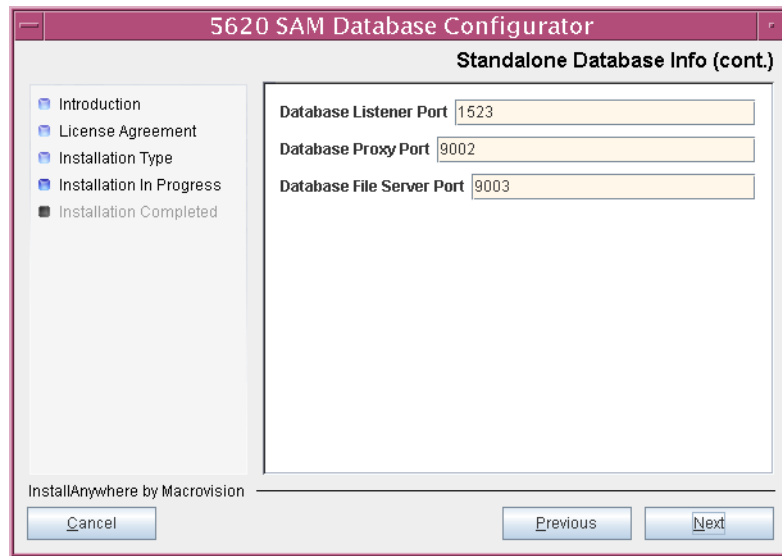 5620 SAM Database Configurator
Standalone Database Info (cont.)
Introduction
License Agreement
Installation Type
Installation In Progress
Installation Completed
Database Listener Port 1523
Database Proxy Port 9002
Database File Server Port 9003
InstallAnywhere by Macrovision
Cancel
Previous
Next